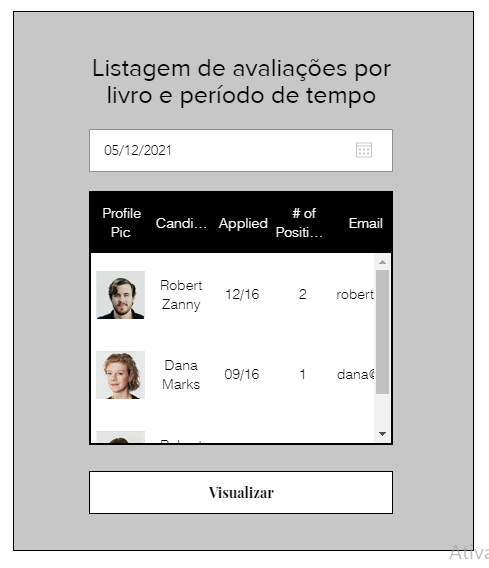 Listagem de avaliações por
livro e período de tempo
05/12/2021
Profile Pic Candi... Applied # of Positi... Email
Robert Zanny 12/16 2 robert
Dana Marks 09/16 1 dana@
Visualizar
Ativa